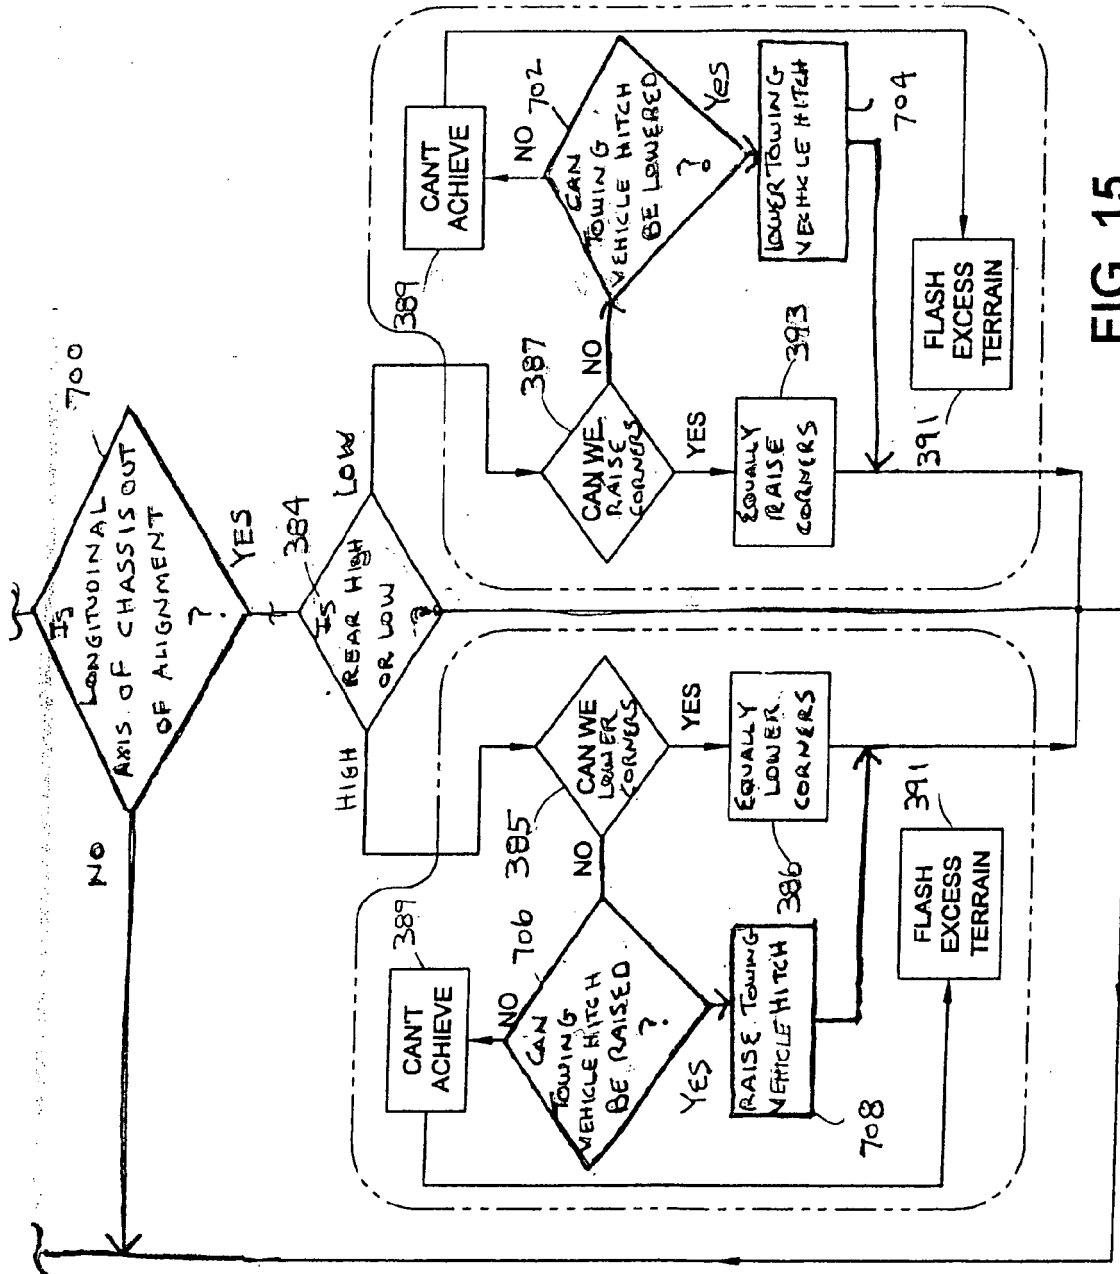 700
IS
LONGITUDINAL
AXIS OF CHASSIS OUT
OF ALIGNMENT
?
NO
YES
384
IS
REAR HIGH
OR LOW
?
HIGH
LOW
389
CAN'T
ACHIEVE
NO
706
CAN
TOWING
VEHICLE HITCH
BE RAISED
?
YES
RAISE TOWING
VEHICLE HITCH
708
385
CAN WE
LOWER
CORNERS
NO
YES
EQUALLY
LOWER
CORNERS
386
391
FLASH
EXCESS
TERRAIN
387
CAN WE
RAISE
CORNERS
NO
YES
EQUALLY
RAISE
CORNERS
393
389
CAN'T
ACHIEVE
NO
702
CAN
TOWING
VEHICLE HITCH
BE LOWERED
?
YES
LOWER TOWING
VECHICLE HITCH
704
391
FLASH
EXCESS
TERRAIN
FIG 15